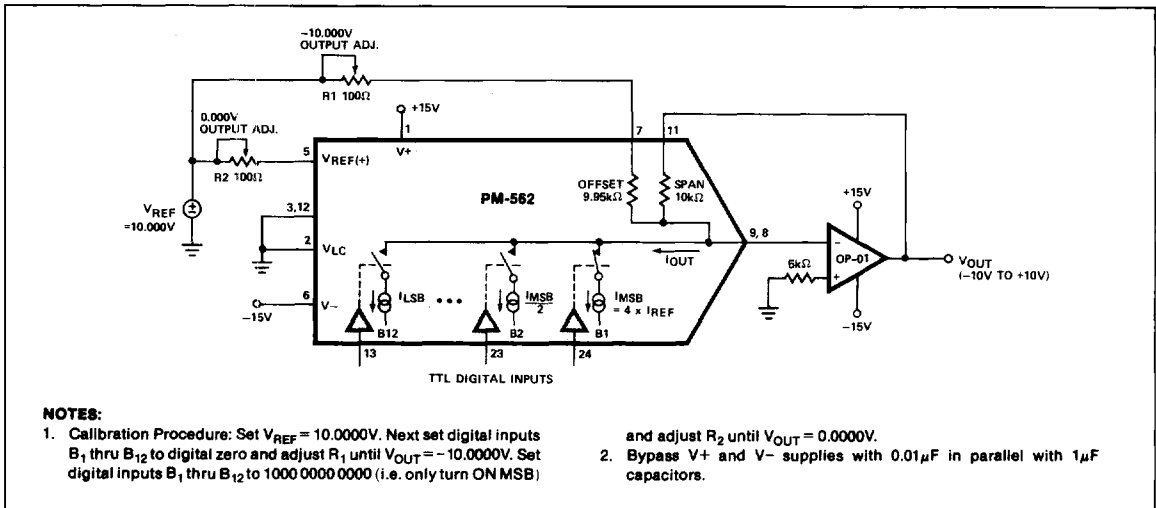 −10.000V
OUTPUT ADJ.
R1 100Ω
0.000V
OUTPUT ADJ.
R2 100Ω
+15V
1
V+
5
VREF(+)
7
11
OFFSET
9.95kΩ
SPAN
10kΩ
PM-562
VREF
=10.000V
3,12
2
VLC
6
V−
−15V
IOUT
9, 8
+15V
−
OP-01
+
6kΩ
−15V
VOUT
(−10V TO +10V)
ILSB
B12
IMSB
2
B2
IMSB
= 4 x IREF
B1
13
23
24
TTL DIGITAL INPUTS
NOTES:
1. Calibration Procedure: Set VREF = 10.0000V. Next set digital inputs
B1 thru B12 to digital zero and adjust R1 until VOUT = −10.0000V. Set
digital inputs B1 thru B12 to 1000 0000 0000 (i.e. only turn ON MSB)
and adjust R2 until VOUT = 0.0000V.
2. Bypass V+ and V− supplies with 0.01µF in parallel with 1µF
capacitors.